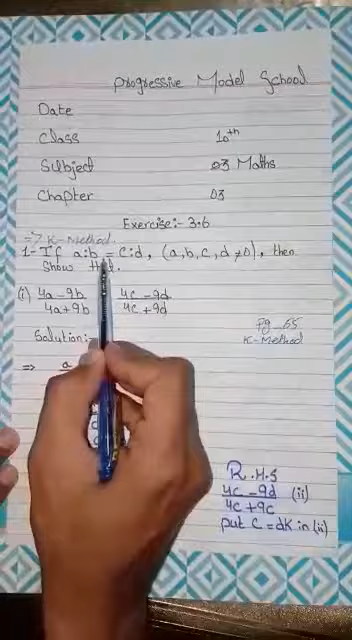 Progressive Model School
Date
Class 10th
Subject 03 Maths
Chapter 03
Exercise:- 3.6
=> K-Method.
1- If a:b = c:d, (a,b,c,d ≠ 0), then
Show
(i) 4a-9b 4c-9d
4a+9b 4c+9d
Pg 65
K-Method
Solution:-
=> a
R.H.S
4c-9d (ii)
4c+9c
put c = dK in (ii)